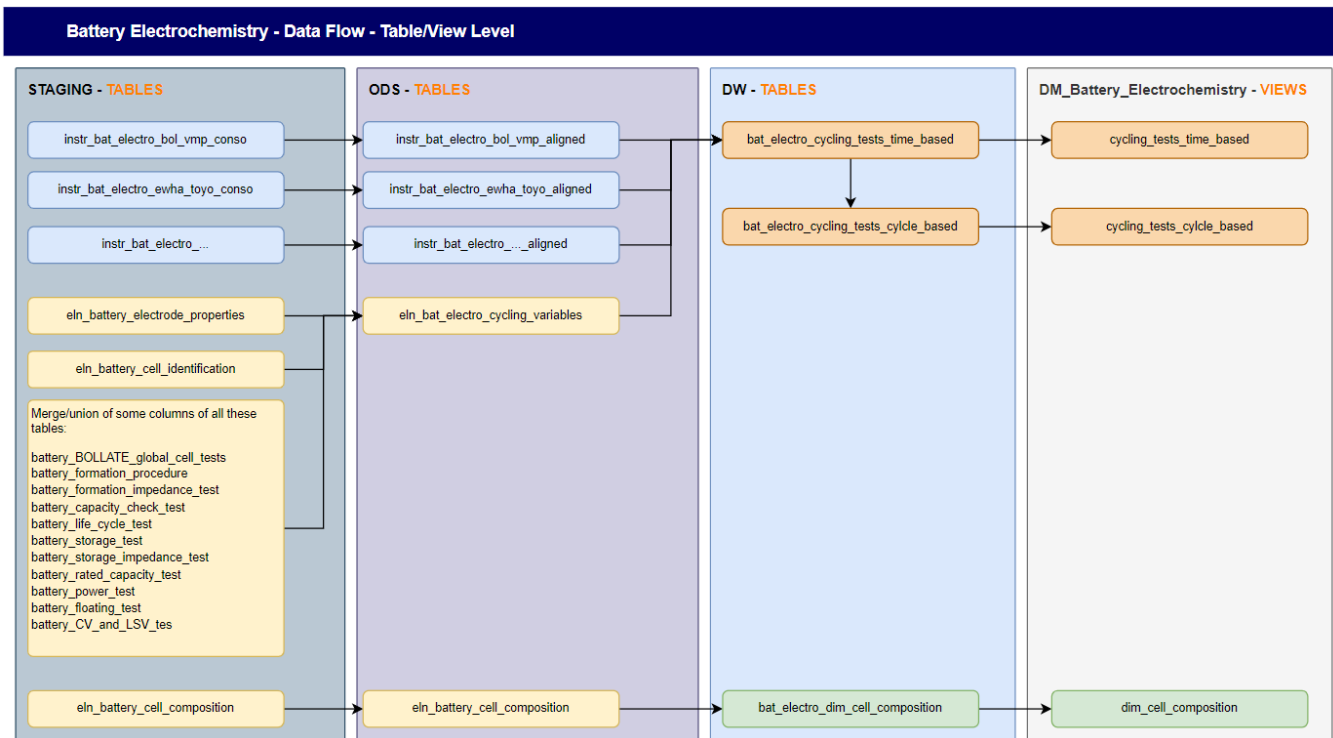 Battery Electrochemistry - Data Flow - Table/View Level
STAGING - TABLES
instr_bat_electro_bol_vmp_conso
instr_bat_electro_ewha_toyo_conso
instr_bat_electro_...
eln_battery_electrode_properties
eln_battery_cell_identification
Merge/union of some columns of all these
tables:
battery_BOLLATE_global_cell_tests
battery_formation_procedure
battery_formation_impedance_test
battery_capacity_check_test
battery_life_cycle_test
battery_storage_test
battery_storage_impedance_test
battery_rated_capacity_test
battery_power_test
battery_floating_test
battery_CV_and_LSV_tes
eln_battery_cell_composition
ODS - TABLES
instr_bat_electro_bol_vmp_aligned
instr_bat_electro_ewha_toyo_aligned
instr_bat_electro_..._aligned
eln_bat_electro_cycling_variables
eln_battery_cell_composition
DW - TABLES
bat_electro_cycling_tests_time_based
bat_electro_cycling_tests_cylcle_based
bat_electro_dim_cell_composition
DM_Battery_Electrochemistry - VIEWS
cycling_tests_time_based
cycling_tests_cylcle_based
dim_cell_composition